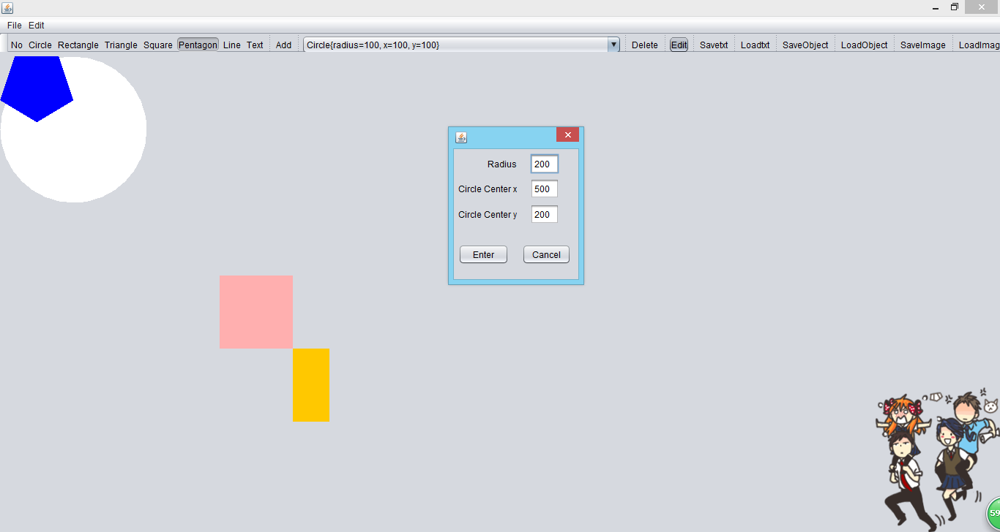 File Edit
No Circle Rectangle Triangle Square Pentagon Line Text Add Circle{radius=100, x=100, y=100} Delete Edit Savetxt Loadtxt SaveObject LoadObject SaveImage LoadImag
Radius 200
Circle Center x 500
Circle Center y 200
Enter Cancel
59